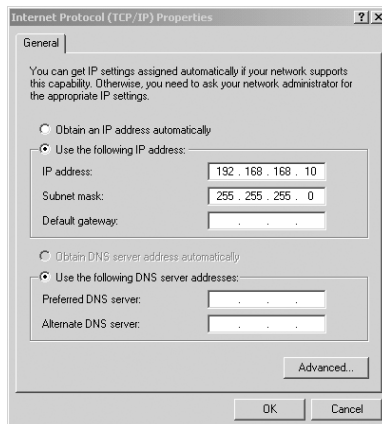 Internet Protocol (TCP/IP) Properties
General
You can get IP settings assigned automatically if your network supports
this capability. Otherwise, you need to ask your network administrator for
the appropriate IP settings.
Obtain an IP address automatically
Use the following IP address:
IP address: 192 . 168 . 168 . 10
Subnet mask: 255 . 255 . 255 . 0
Default gateway: . . .
Obtain DNS server address automatically
Use the following DNS server addresses:
Preferred DNS server: . . .
Alternate DNS server: . . .
Advanced...
OK Cancel